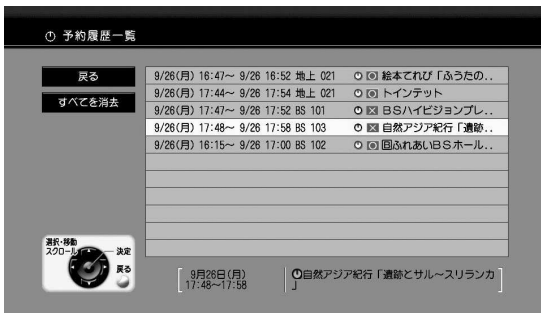 予約履歴一覧
戻る
すべてを消去
9/26(月) 16:47～ 9/26 16:52 地上 021 絵本てれび「ふうたの..
9/26(月) 17:44～ 9/26 17:54 地上 021 トインテット
9/26(月) 17:47～ 9/26 17:52 BS 101 BSハイビジョンプレ..
9/26(月) 17:48～ 9/26 17:58 BS 103 自然アジア紀行「遺跡..
9/26(月) 16:15～ 9/26 17:00 BS 102 回ふれあいBSホール..
選択・移動
スクロール
決定
戻る
9月26日(月)
17:48～17:58
自然アジア紀行「遺跡とサル～スリランカ
」